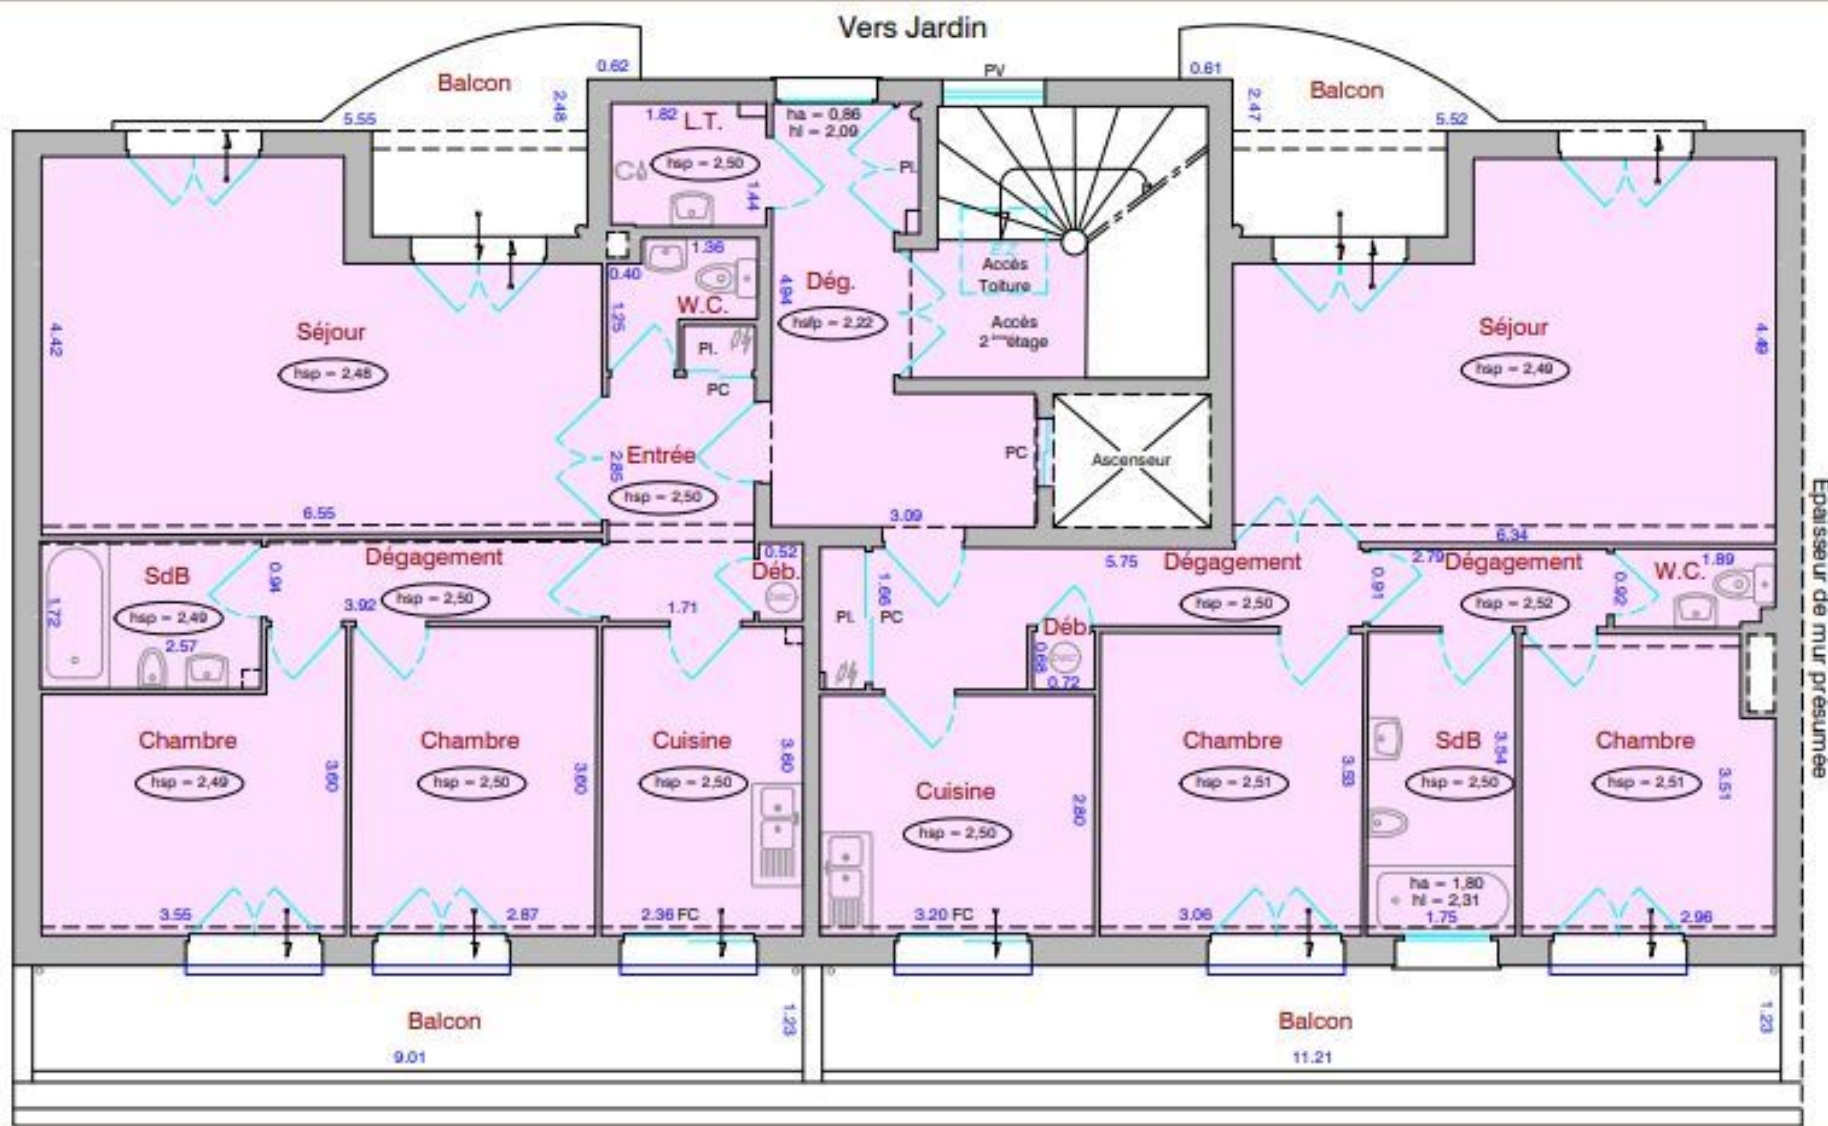 Vers Jardin
Balcon
0.62
5.55
2.48
PV
0.61
Balcon
2.47
5.52
1.82
L.T.
hsp = 2,50
1.44
ha = 0,86
hl = 2,09
Pl.
1.36
0.40
W.C.
1.25
Pl.
PC
4.94
Dég.
hsfp = 2,22
Accès
Toiture
Accès
2ème étage
Séjour
hsp = 2,48
4.42
6.55
Séjour
hsp = 2,49
4.49
6.34
Entrée
2.85
hsp = 2,50
PC
Ascenseur
3.09
Epaisseur de mur présumée
SdB
hsp = 2,49
1.72
2.57
0.94
Dégagement
hsp = 2,50
3.92
1.71
0.52
Déb.
1.66
Pl.
PC
5.75
Dégagement
hsp = 2,50
Déb.
0.68
0.72
0.91
2.79
Dégagement
hsp = 2,52
0.92
1.89
W.C.
Chambre
hsp = 2,49
3.60
3.55
Chambre
hsp = 2,50
3.60
2.87
Cuisine
hsp = 2,50
3.60
2.36 FC
Cuisine
hsp = 2,50
2.80
3.20 FC
Chambre
hsp = 2,51
3.53
3.06
SdB
hsp = 2,50
3.54
ha = 1,80
hl = 2,31
1.75
Chambre
hsp = 2,51
3.51
2.96
Balcon
9.01
1.23
Balcon
11.21
1.23